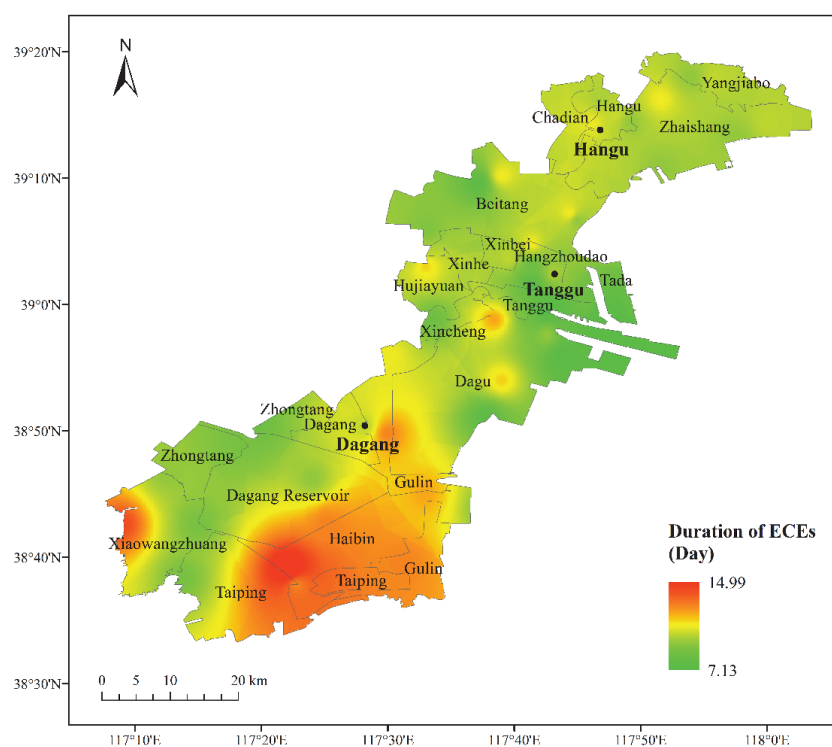 N
39°20'N
39°10'N
39°0'N
38°50'N
38°40'N
38°30'N
Yangjiabo
Hangu
Chadian
Zhaishang
Hangu
Beitang
Xinbei
Hangzhoudao
Xinhe
Tada
Hujiayuan
Tanggu
Tanggu
Xincheng
Dagu
Zhongtang
Dagang
Dagang
Zhongtang
Gulin
Dagang Reservoir
Haibin
Xiaowangzhuang
Gulin
Taiping
Taiping
Duration of ECEs
(Day)
14.99
7.13
0 5 10 20 km
117°10'E 117°20'E 117°30'E 117°40'E 117°50'E 118°0'E